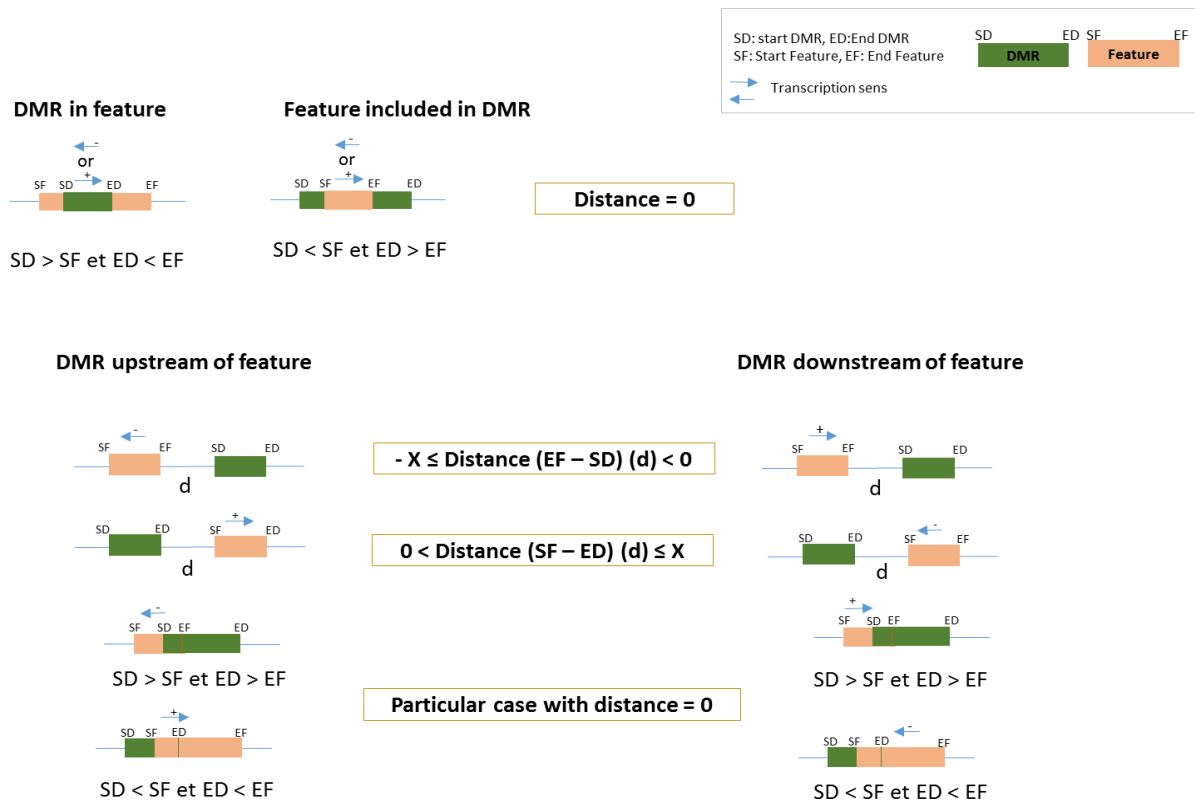 SD: start DMR, ED:End DMR
SF: Start Feature, EF: End Feature
Transcription sens
SD ED SF EF
DMR Feature
DMR in feature
-
or
+
SF SD ED EF
SD > SF et ED < EF
Feature included in DMR
-
or
+
SD SF EF ED
SD < SF et ED > EF
Distance = 0
DMR upstream of feature
DMR downstream of feature
-
SF EF SD ED
d
- X ≤ Distance (EF – SD) (d) < 0
+
SF EF SD ED
d
+
SD ED SF ED
d
0 < Distance (SF – ED) (d) ≤ X
-
SD ED SF EF
d
-
SF SD EF ED
SD > SF et ED > EF
+
SF SD EF ED
SD > SF et ED > EF
Particular case with distance = 0
+
SD SF ED EF
SD < SF et ED < EF
-
SD SF ED EF
SD < SF et ED < EF